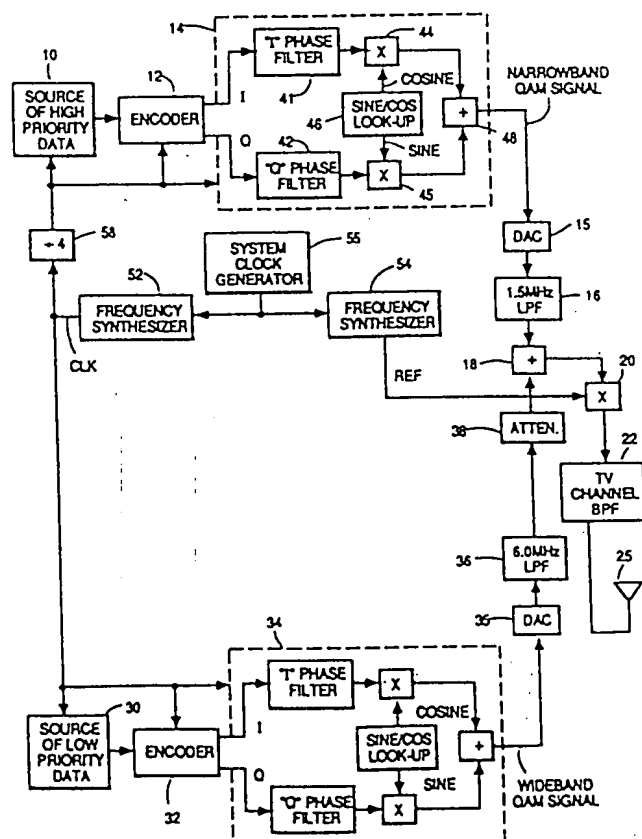 10
SOURCE
OF HIGH
PRIORITY
DATA
12
ENCODER
I
Q
14
"I" PHASE
FILTER
41
42
"Q" PHASE
FILTER
X
44
COSINE
46
SINE/COS
LOOK-UP
SINE
X
45
+
48
NARROWBAND
QAM SIGNAL
DAC
15
1.5MHz
LPF
16
18
+
20
X
÷ 4
58
52
FREQUENCY
SYNTHESIZER
CLK
SYSTEM
CLOCK
GENERATOR
55
54
FREQUENCY
SYNTHESIZER
REF
38
ATTEN.
22
TV
CHANNEL
BPF
25
36
6.0MHz
LPF
35
DAC
30
SOURCE
OF LOW
PRIORITY
DATA
ENCODER
32
I
Q
34
"I" PHASE
FILTER
"Q" PHASE
FILTER
X
COSINE
SINE/COS
LOOK-UP
SINE
X
+
WIDEBAND
QAM SIGNAL